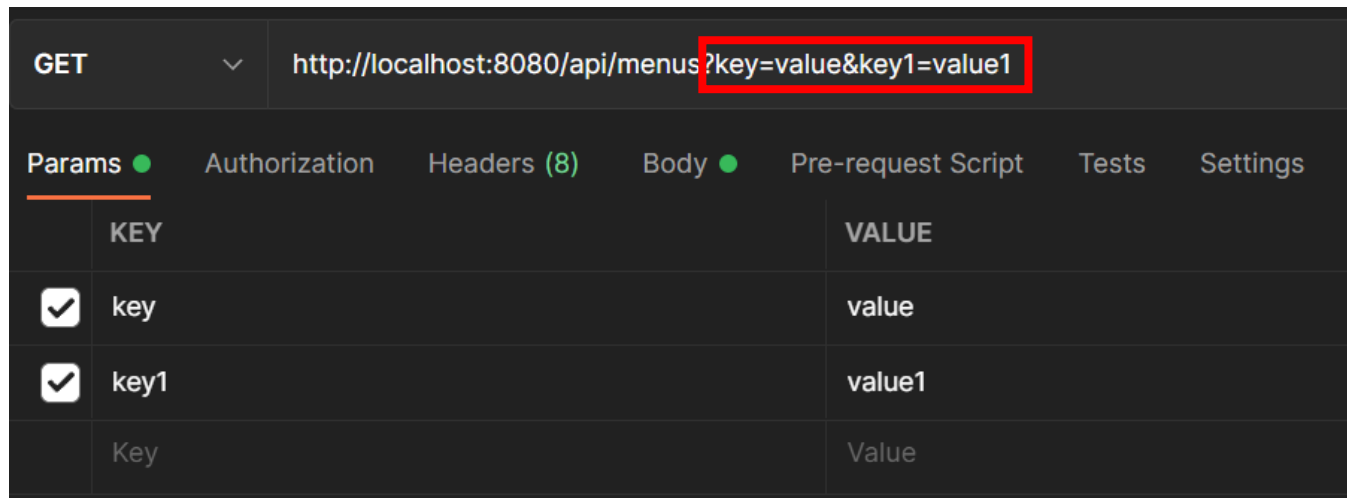 GET http://localhost:8080/api/menus?key=value&key1=value1
Params Authorization Headers (8) Body Pre-request Script Tests Settings
KEY VALUE
key value
key1 value1
Key Value